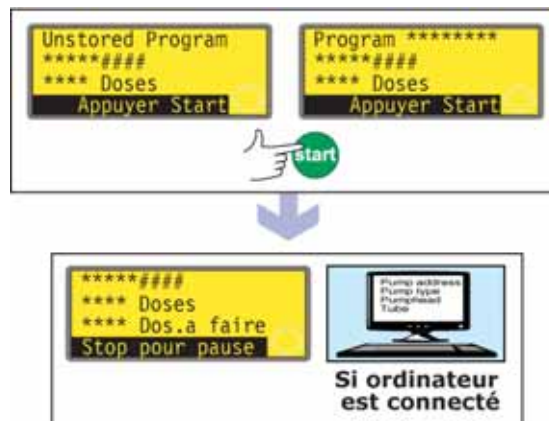 Unstored Program
*****####
**** Doses
Appuyer Start
Program ********
*****####
**** Doses
Appuyer Start
start
*****####
**** Doses
**** Dos.a faire
Stop pour pause
Pump address
Pump type
Pumphead
Tube
Si ordinateur
est connecté